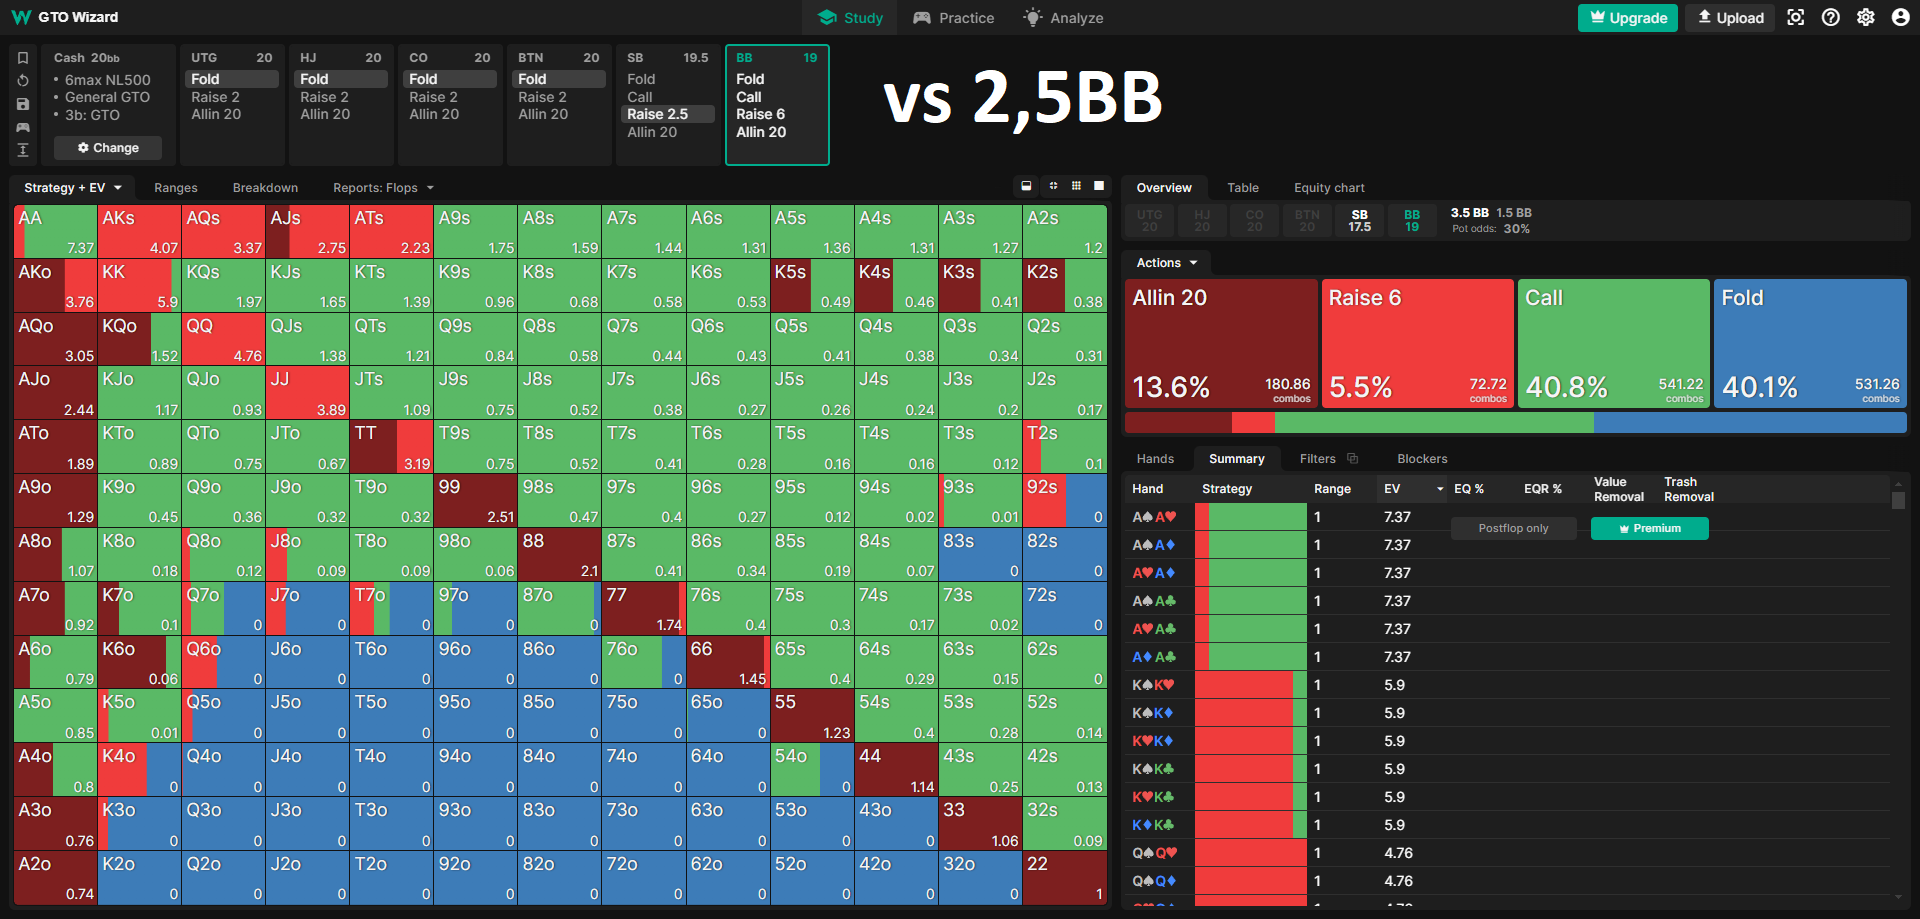 GTO Wizard
Study
Practice
Analyze
Upgrade
Upload
Cash 20bb
• 6max NL500
• General GTO
• 3b: GTO
Change
UTG 20
Fold
Raise 2
Allin 20
HJ 20
Fold
Raise 2
Allin 20
CO 20
Fold
Raise 2
Allin 20
BTN 20
Fold
Raise 2
Allin 20
SB 19.5
Fold
Call
Raise 2.5
Allin 20
BB 19
Fold
Call
Raise 6
Allin 20
vs 2,5BB
Strategy + EV
Ranges
Breakdown
Reports: Flops
AA AKs AQs AJs ATs A9s A8s A7s A6s A5s A4s A3s A2s
7.37 4.07 3.37 2.75 2.23 1.75 1.59 1.44 1.31 1.36 1.31 1.27 1.2
AKo KK KQs KJs KTs K9s K8s K7s K6s K5s K4s K3s K2s
3.76 5.9 1.97 1.65 1.39 0.96 0.68 0.58 0.53 0.49 0.46 0.41 0.38
AQo KQo QQ QJs QTs Q9s Q8s Q7s Q6s Q5s Q4s Q3s Q2s
3.05 1.52 4.76 1.38 1.21 0.84 0.58 0.44 0.43 0.41 0.38 0.34 0.31
AJo KJo QJo JJ JTs J9s J8s J7s J6s J5s J4s J3s J2s
2.44 1.17 0.93 3.89 1.09 0.75 0.52 0.38 0.27 0.26 0.24 0.2 0.17
ATo KTo QTo JTo TT T9s T8s T7s T6s T5s T4s T3s T2s
1.89 0.89 0.75 0.67 3.19 0.75 0.52 0.41 0.28 0.16 0.16 0.12 0.1
A9o K9o Q9o J9o T9o 99 98s 97s 96s 95s 94s 93s 92s
1.29 0.45 0.36 0.32 0.32 2.51 0.47 0.4 0.27 0.12 0.02 0.01 0
A8o K8o Q8o J8o T8o 98o 88 87s 86s 85s 84s 83s 82s
1.07 0.18 0.12 0.09 0.09 0.06 2.1 0.41 0.34 0.19 0.07 0 0
A7o K7o Q7o J7o T7o 97o 87o 77 76s 75s 74s 73s 72s
0.92 0.1 0 0 0 0 0 1.74 0.4 0.3 0.17 0.02 0
A6o K6o Q6o J6o T6o 96o 86o 76o 66 65s 64s 63s 62s
0.79 0.06 0 0 0 0 0 0 1.45 0.4 0.29 0.15 0
A5o K5o Q5o J5o T5o 95o 85o 75o 65o 55 54s 53s 52s
0.85 0.01 0 0 0 0 0 0 0 1.23 0.4 0.28 0.14
A4o K4o Q4o J4o T4o 94o 84o 74o 64o 54o 44 43s 42s
0.8 0 0 0 0 0 0 0 0 0 1.14 0.25 0.13
A3o K3o Q3o J3o T3o 93o 83o 73o 63o 53o 43o 33 32s
0.76 0 0 0 0 0 0 0 0 0 0 1.06 0.09
A2o K2o Q2o J2o T2o 92o 82o 72o 62o 52o 42o 32o 22
0.74 0 0 0 0 0 0 0 0 0 0 0 1
Overview
Table
Equity chart
UTG HJ CO BTN SB BB
20 20 20 20 17.5 19
3.5 BB 1.5 BB
Pot odds: 30%
Actions
Allin 20
13.6% 180.86
combos
Raise 6
5.5% 72.72
combos
Call
40.8% 541.22
combos
Fold
40.1% 531.26
combos
Hands
Summary
Filters
Blockers
Hand Strategy Range EV EQ % EQR % Value Removal Trash Removal
A♠A♥ 1 7.37
Postflop only
Premium
A♠A♦ 1 7.37
A♥A♦ 1 7.37
A♠A♣ 1 7.37
A♥A♣ 1 7.37
A♦A♣ 1 7.37
K♠K♥ 1 5.9
K♠K♦ 1 5.9
K♥K♦ 1 5.9
K♠K♣ 1 5.9
K♥K♣ 1 5.9
K♦K♣ 1 5.9
Q♠Q♥ 1 4.76
Q♠Q♦ 1 4.76